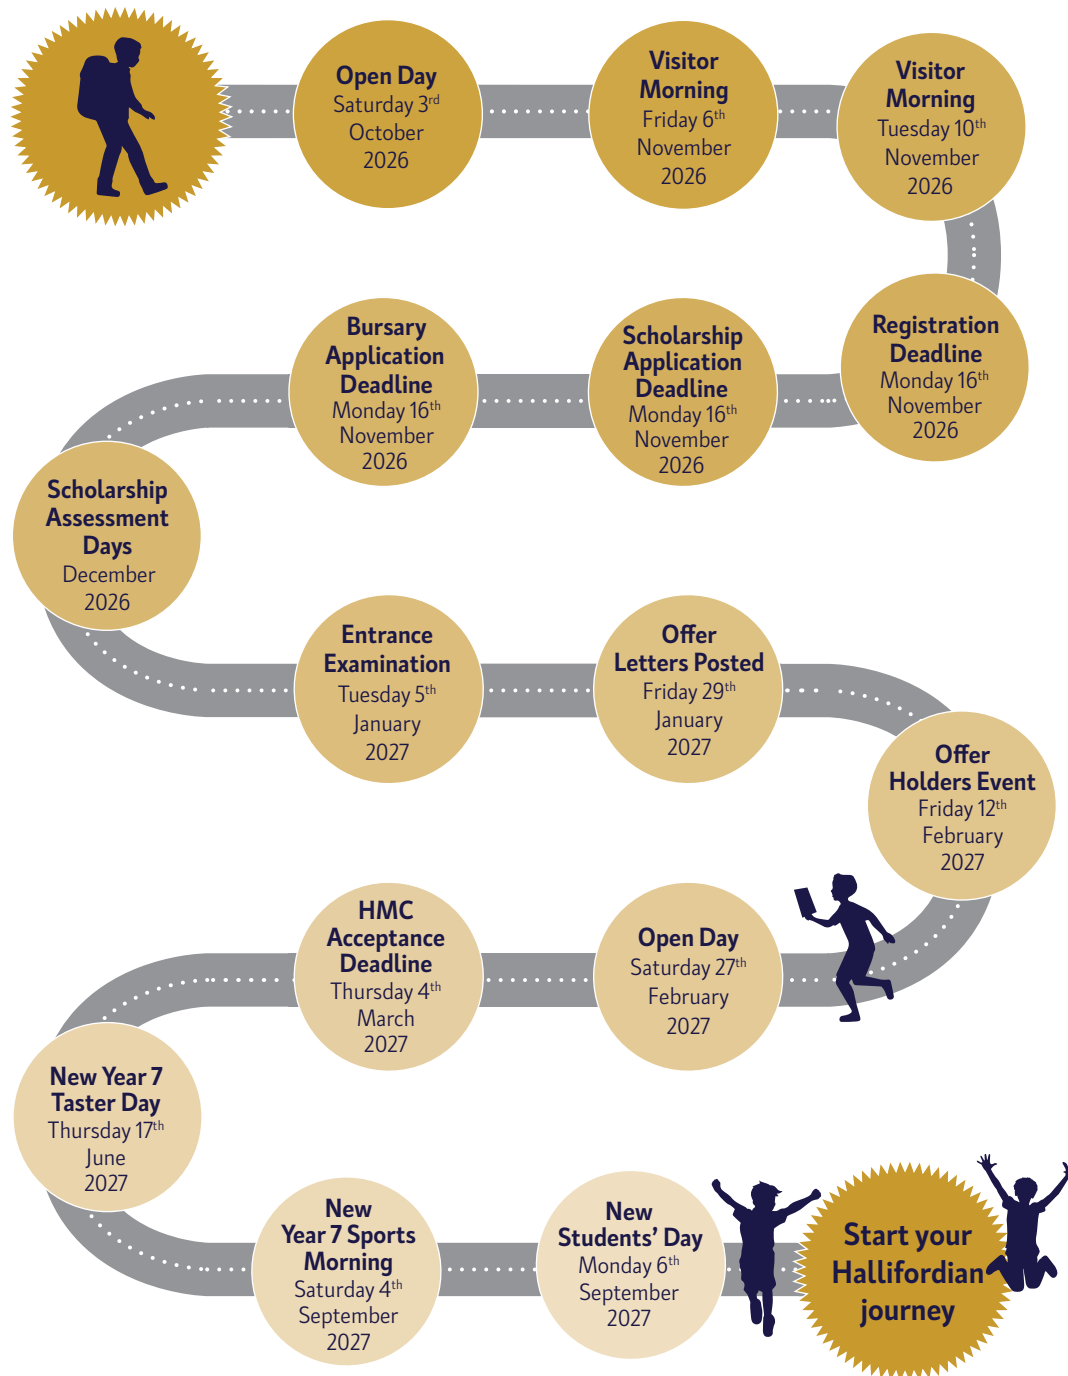 Open Day
Saturday 3rd
October
2026
Visitor
Morning
Friday 6th
November
2026
Visitor
Morning
Tuesday 10th
November
2026
Registration
Deadline
Monday 16th
November
2026
Scholarship
Application
Deadline
Monday 16th
November
2026
Bursary
Application
Deadline
Monday 16th
November
2026
Scholarship
Assessment
Days
December
2026
Entrance
Examination
Tuesday 5th
January
2027
Offer
Letters Posted
Friday 29th
January
2027
Offer
Holders Event
Friday 12th
February
2027
Open Day
Saturday 27th
February
2027
HMC
Acceptance
Deadline
Thursday 4th
March
2027
New Year 7
Taster Day
Thursday 17th
June
2027
New
Year 7 Sports
Morning
Saturday 4th
September
2027
New
Students' Day
Monday 6th
September
2027
Start your
Hallifordian
journey